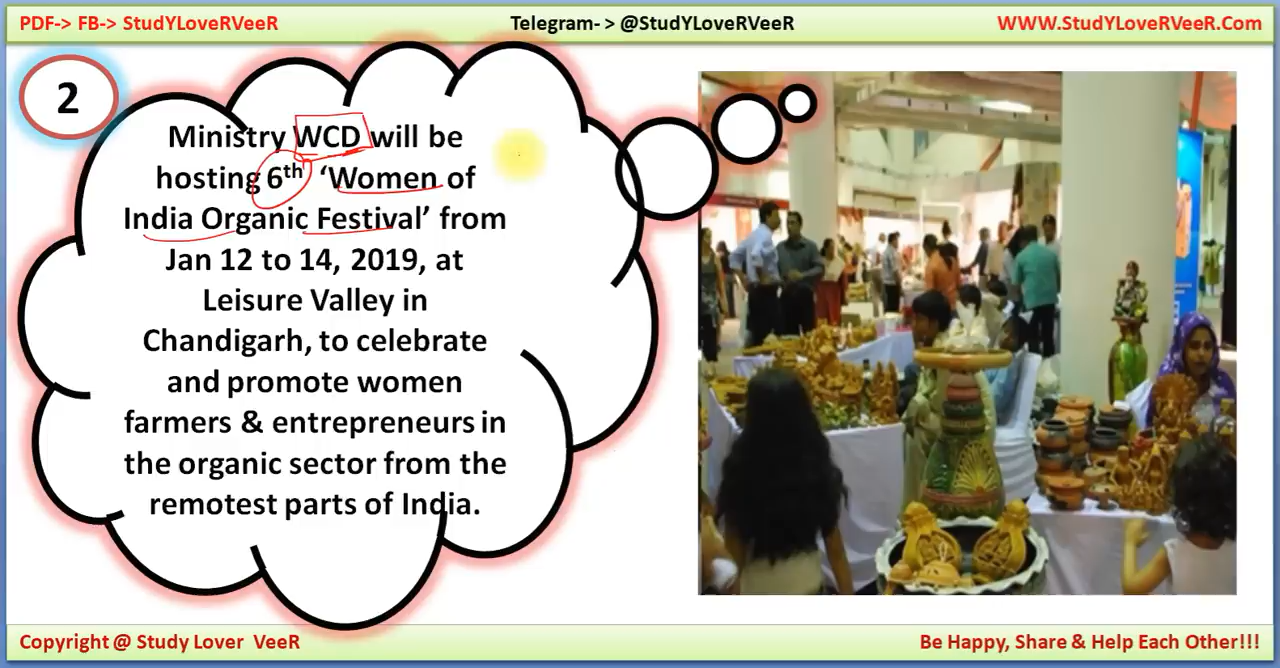 PDF-> FB-> StudYLoveRVeeR
Telegram- > @StudYLoveRVeeR
WWW.StudYLoveRVeeR.Com
2
Ministry WCD will be
hosting 6th ‘Women of
India Organic Festival’ from
Jan 12 to 14, 2019, at
Leisure Valley in
Chandigarh, to celebrate
and promote women
farmers & entrepreneurs in
the organic sector from the
remotest parts of India.
Copyright @ Study Lover VeeR
Be Happy, Share & Help Each Other!!!